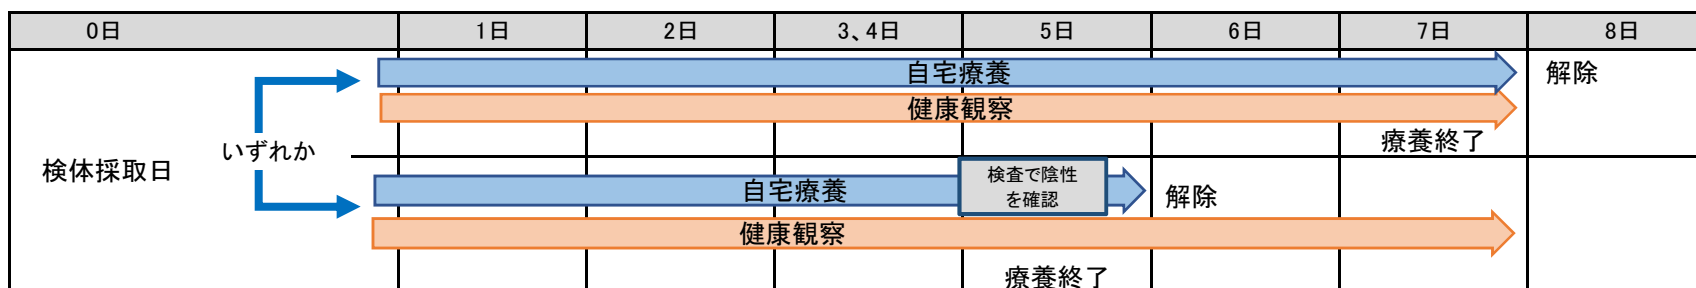 0日 1日 2日 3、4日 5日 6日 7日 8日
自宅療養 解除
健康観察
療養終了
いずれか
検体採取日
検査で陰性
を確認
自宅療養 解除
健康観察
療養終了